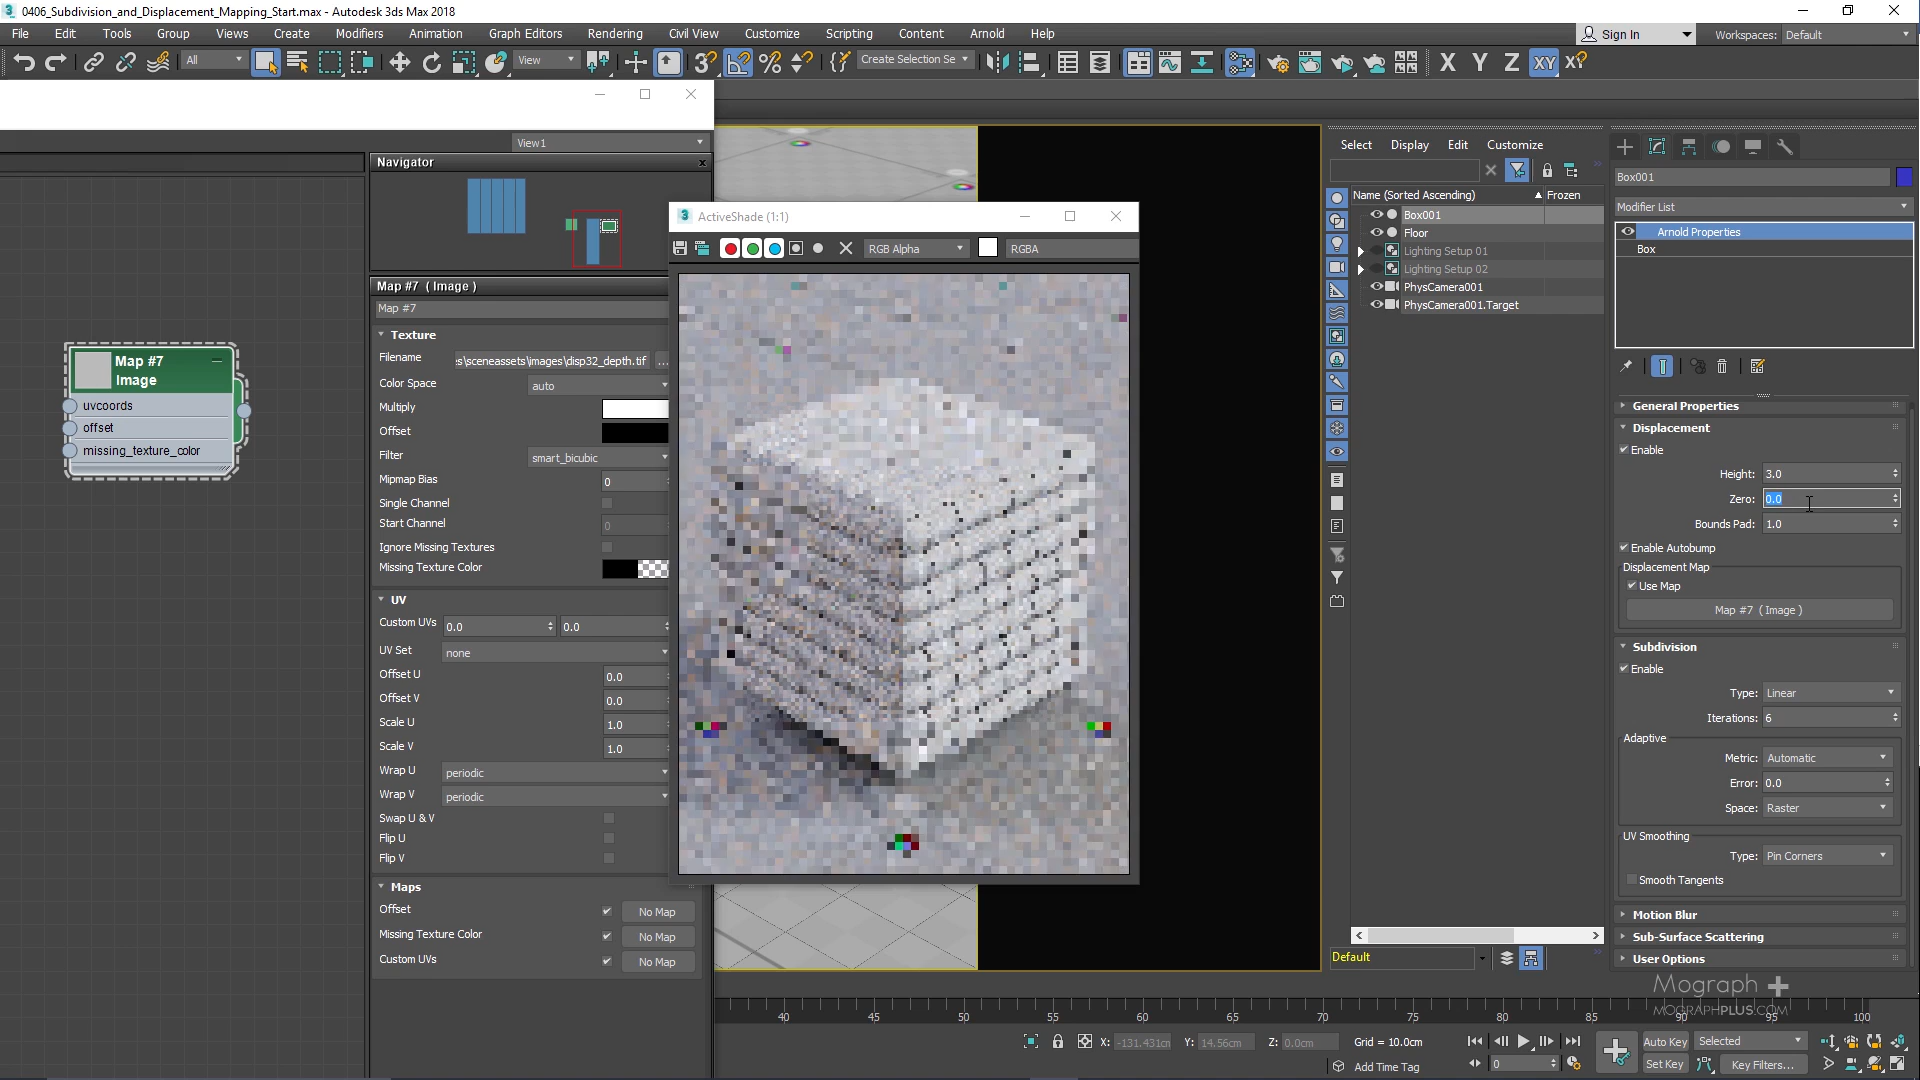 0406_Subdivision_and_Displacement_Mapping_Start.max - Autodesk 3ds Max 2018
File Edit Tools Group Views Create Modifiers Animation Graph Editors Rendering Civil View Customize Scripting Content Arnold Help
Sign In Workspaces: Default
All View Create Selection Se X Y Z XY XY
View1
Navigator
Map #7 ( Image )
Map #7
Texture
Filename :s\sceneassets\images\disp32_depth.tif ...
Color Space auto
Multiply
Offset
Filter smart_bicubic
Mipmap Bias 0
Single Channel
Start Channel 0
Ignore Missing Textures
Missing Texture Color
UV
Custom UVs 0.0 0.0
UV Set none
Offset U 0.0
Offset V 0.0
Scale U 1.0
Scale V 1.0
Wrap U periodic
Wrap V periodic
Swap U & V
Flip U
Flip V
Maps
Offset No Map
Missing Texture Color No Map
Custom UVs No Map
Map #7
Image
uvcoords
offset
missing_texture_color
ActiveShade (1:1)
RGB Alpha RGBA
Select Display Edit Customize
Name (Sorted Ascending) Frozen
Box001
Floor
Lighting Setup 01
Lighting Setup 02
PhysCamera001
PhysCamera001.Target
Default
Box001
Modifier List
Arnold Properties
Box
General Properties
Displacement
Enable
Height: 3.0
Zero: 0.0
Bounds Pad: 1.0
Enable Autobump
Displacement Map
Use Map
Map #7 ( Image )
Subdivision
Enable
Type: Linear
Iterations: 6
Adaptive
Metric: Automatic
Error: 0.0
Space: Raster
UV Smoothing
Type: Pin Corners
Smooth Tangents
Motion Blur
Sub-Surface Scattering
User Options
Mograph +
MOGRAPHPLUS.COM
40 45 50 55 60 65 70 75 80 85 90 95 100
X: -131.431cm Y: 14.56cm Z: 0.0cm Grid = 10.0cm
Add Time Tag
0
Auto Key Selected
Set Key Key Filters...